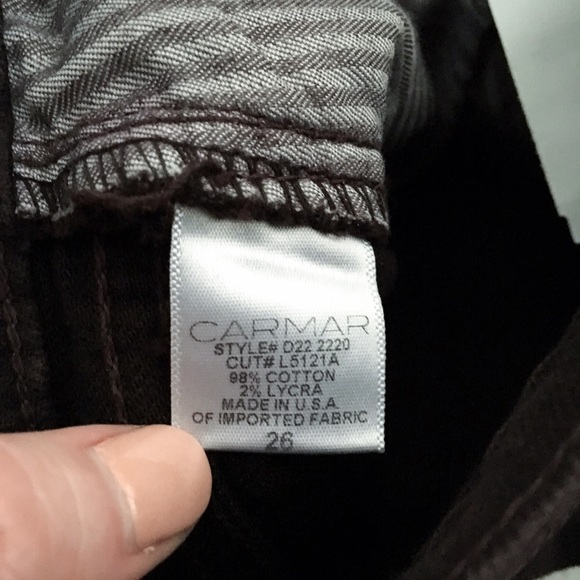 CARMAR
STYLE# D22 2220
CUT# L5121A
98% COTTON
2% LYCRA
MADE IN U.S.A.
OF IMPORTED FABRIC
26